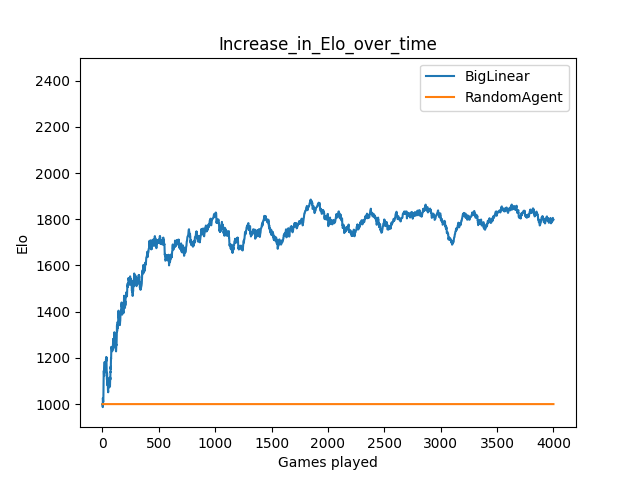 Increase_in_Elo_over_time
BigLinear
RandomAgent
Elo
2400
2200
2000
1800
1600
1400
1200
1000
0 500 1000 1500 2000 2500 3000 3500 4000
Games played